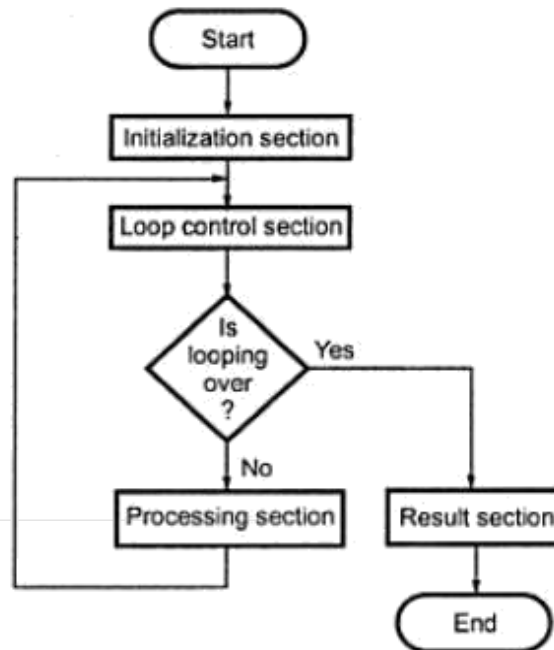 Start
Initialization section
Loop control section
Is
looping
over
?
Yes
No
Processing section
Result section
End